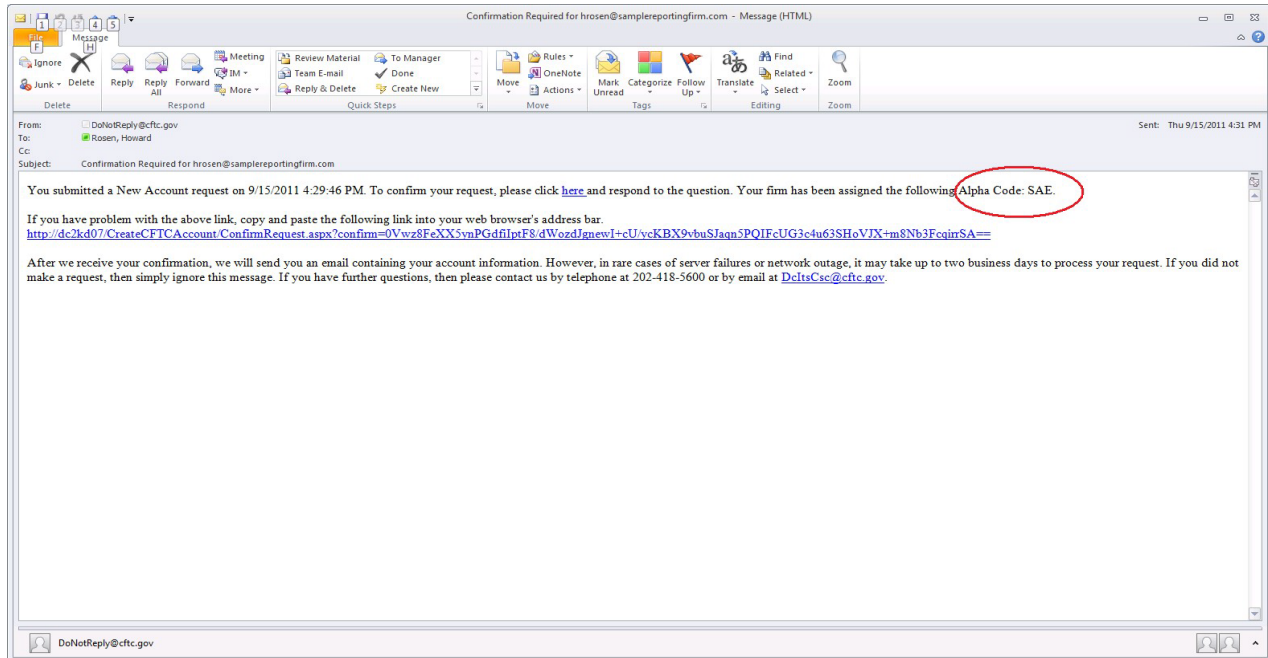 Confirmation Required for hrosen@samplereportingfirm.com - Message (HTML)
1 2 3 4 5
File Message
F H
Ignore
Junk
Delete
Reply
Reply All
Forward
Meeting
IM
More
Review Material
Team E-mail
Reply & Delete
To Manager
Done
Create New
Move
Rules
OneNote
Actions
Mark Unread
Categorize
Follow Up
Translate
Find
Related
Select
Zoom
Delete Respond Quick Steps Move Tags Editing Zoom
From: DoNotReply@cftc.gov Sent: Thu 9/15/2011 4:31 PM
To: Rosen, Howard
Cc:
Subject: Confirmation Required for hrosen@samplereportingfirm.com
You submitted a New Account request on 9/15/2011 4:29:46 PM. To confirm your request, please click here and respond to the question. Your firm has been assigned the following Alpha Code: SAE.
If you have problem with the above link, copy and paste the following link into your web browser's address bar.
http://dc2kd07/CreateCFTCAccount/ConfirmRequest.aspx?confirm=0Vwz8FeXX5ynPGdfiIptF8/dWozdJgnewI+cU/ycKBX9vbuSJaqn5PQIFcUG3c4u63SHoVJX+m8Nb3FcqirrSA==
After we receive your confirmation, we will send you an email containing your account information. However, in rare cases of server failures or network outage, it may take up to two business days to process your request. If you did not
make a request, then simply ignore this message. If you have further questions, then please contact us by telephone at 202-418-5600 or by email at DcItsCsc@cftc.gov.
DoNotReply@cftc.gov